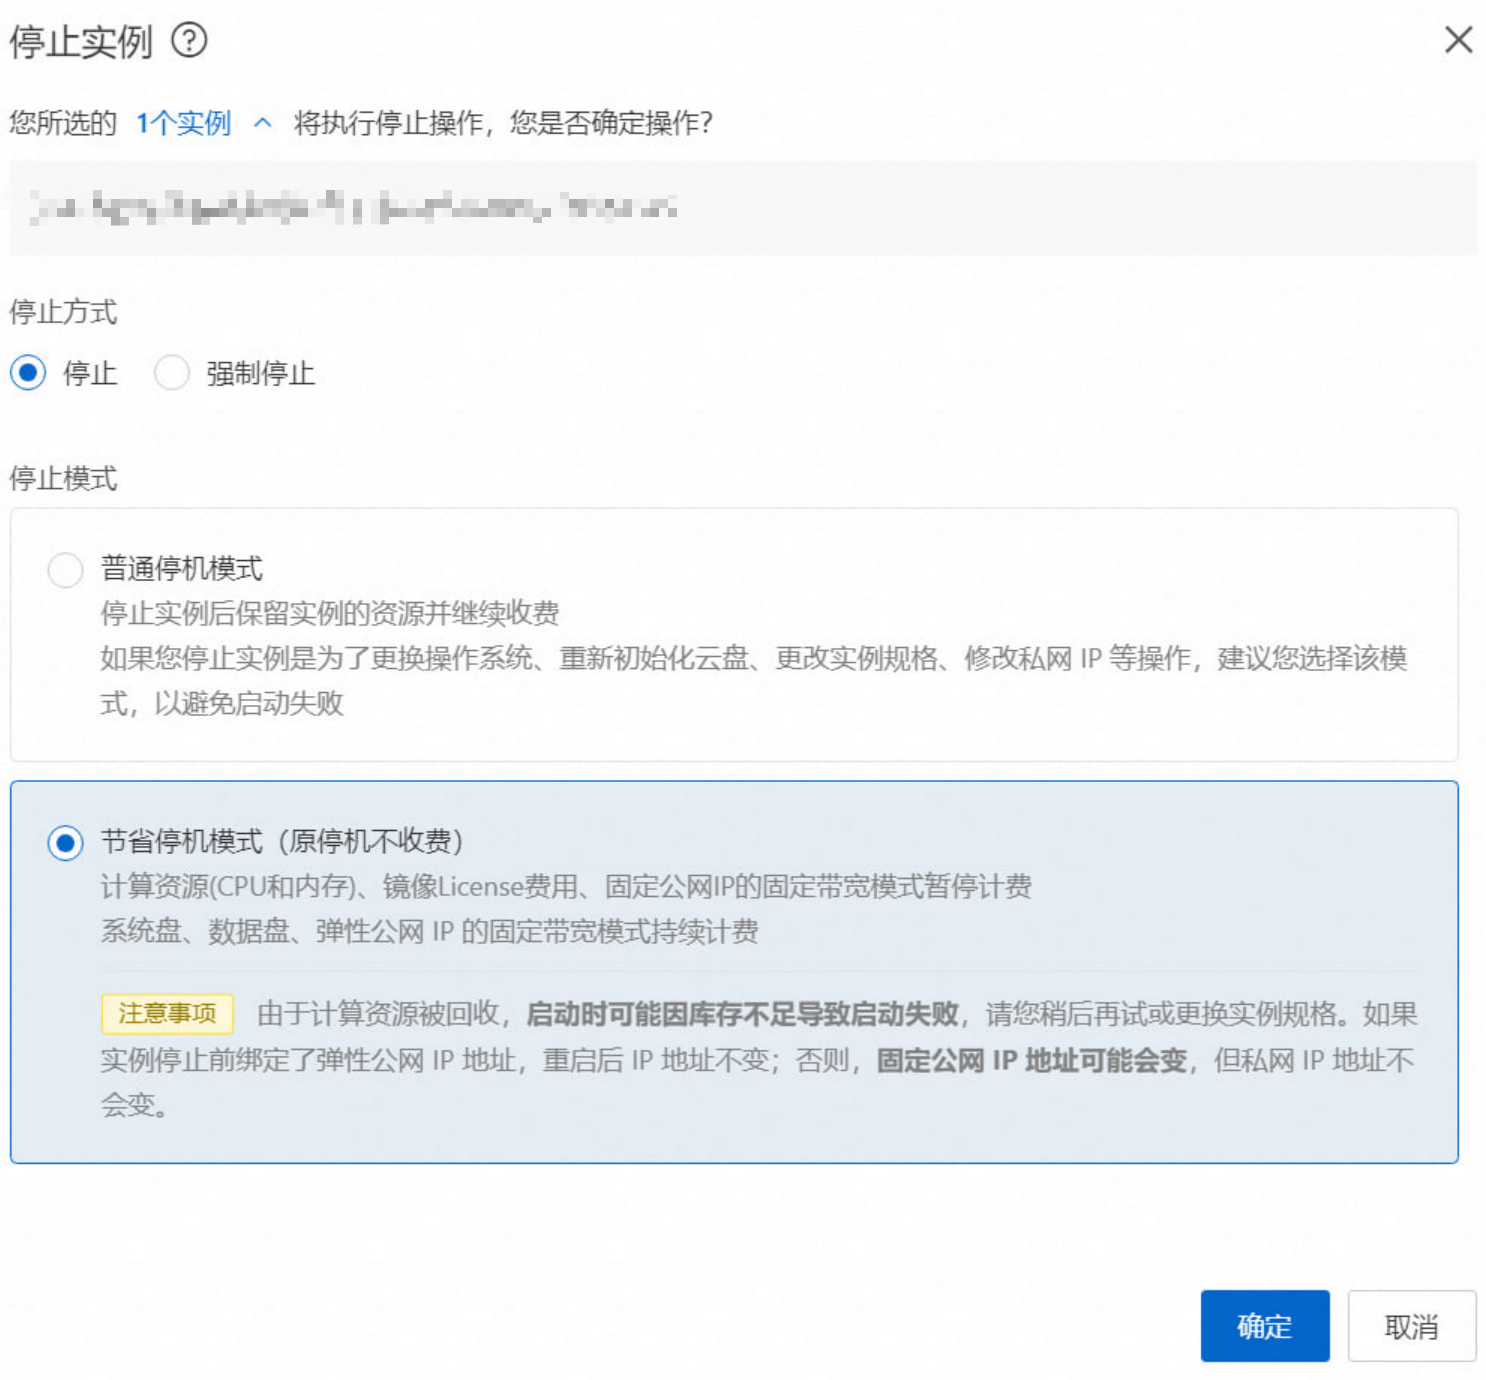 停止实例
您所选的 1个实例 将执行停止操作，您是否确定操作？
停止方式
停止 强制停止
停止模式
普通停机模式
停止实例后保留实例的资源并继续收费
如果您停止实例是为了更换操作系统、重新初始化云盘、更改实例规格、修改私网 IP 等操作，建议您选择该模
式，以避免启动失败
节省停机模式（原停机不收费）
计算资源(CPU和内存)、镜像License费用、固定公网IP的固定带宽模式暂停计费
系统盘、数据盘、弹性公网 IP 的固定带宽模式持续计费
注意事项 由于计算资源被回收，启动时可能因库存不足导致启动失败，请您稍后再试或更换实例规格。如果
实例停止前绑定了弹性公网 IP 地址，重启后 IP 地址不变；否则，固定公网 IP 地址可能会变，但私网 IP 地址不
会变。
确定 取消